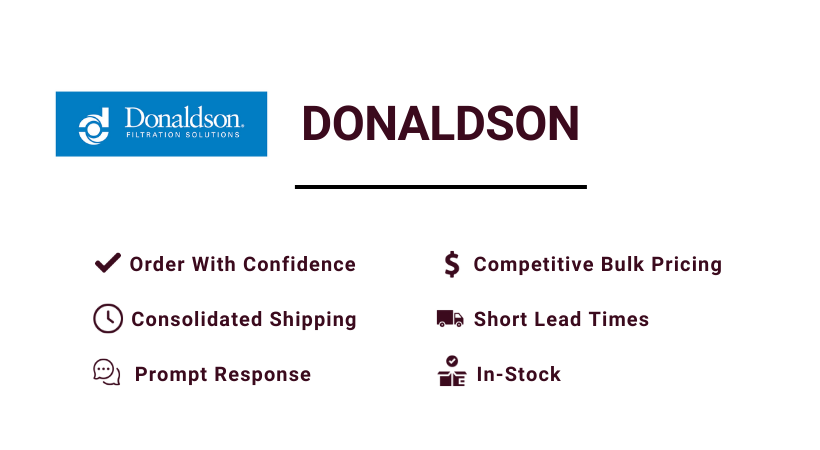 Donaldson.
FILTRATION SOLUTIONS
DONALDSON
Order With Confidence
Competitive Bulk Pricing
Consolidated Shipping
Short Lead Times
Prompt Response
In-Stock